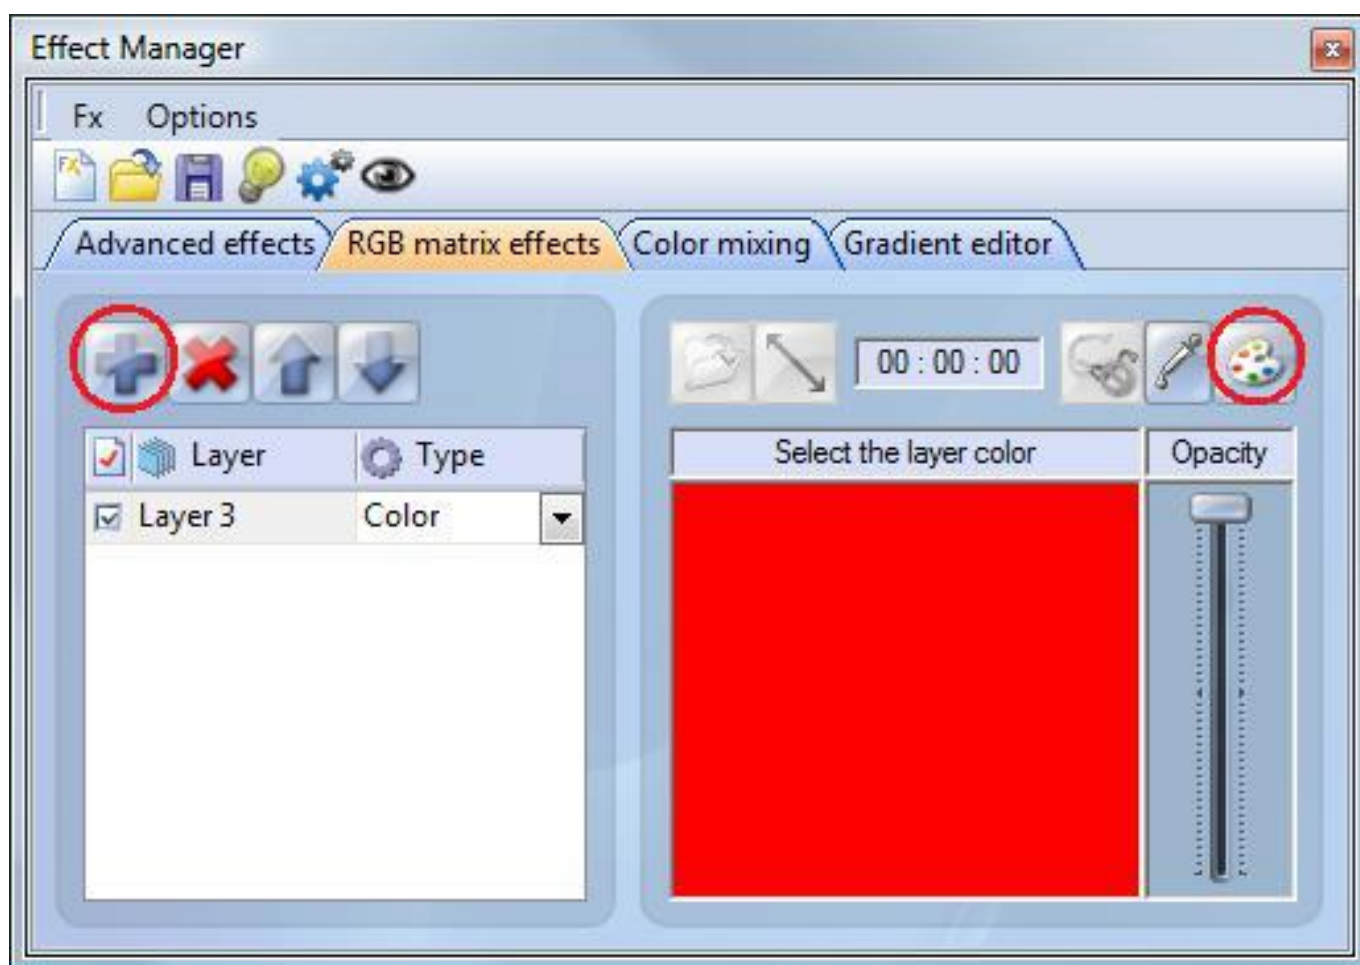 Effect Manager
Fx Options
FX
Advanced effects RGB matrix effects Color mixing Gradient editor
00 : 00 : 00
Layer Type Select the layer color Opacity
Layer 3 Color